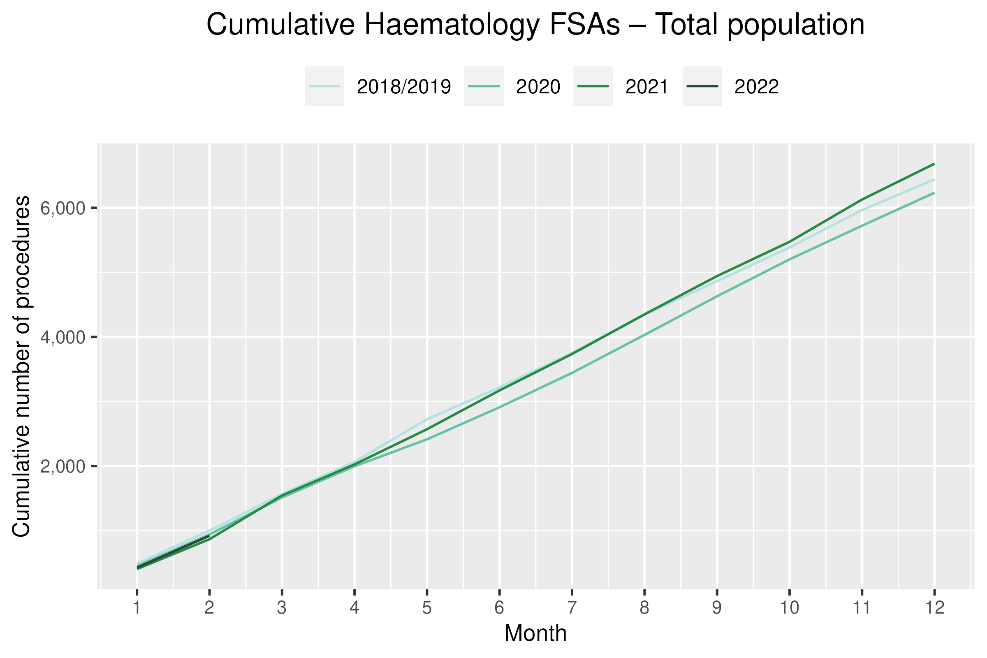 Cumulative Haematology FSAs – Total population
2018/2019 2020 2021 2022
Cumulative number of procedures
6,000
4,000
2,000
1 2 3 4 5 6 7 8 9 10 11 12
Month